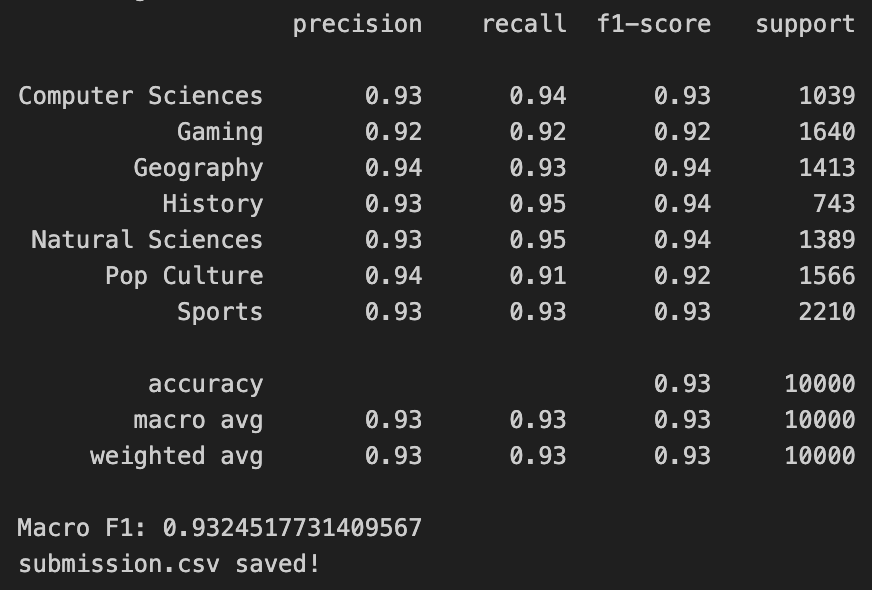 precision recall f1-score support
Computer Sciences 0.93 0.94 0.93 1039
Gaming 0.92 0.92 0.92 1640
Geography 0.94 0.93 0.94 1413
History 0.93 0.95 0.94 743
Natural Sciences 0.93 0.95 0.94 1389
Pop Culture 0.94 0.91 0.92 1566
Sports 0.93 0.93 0.93 2210
accuracy 0.93 10000
macro avg 0.93 0.93 0.93 10000
weighted avg 0.93 0.93 0.93 10000
Macro F1: 0.9324517731409567
submission.csv saved!